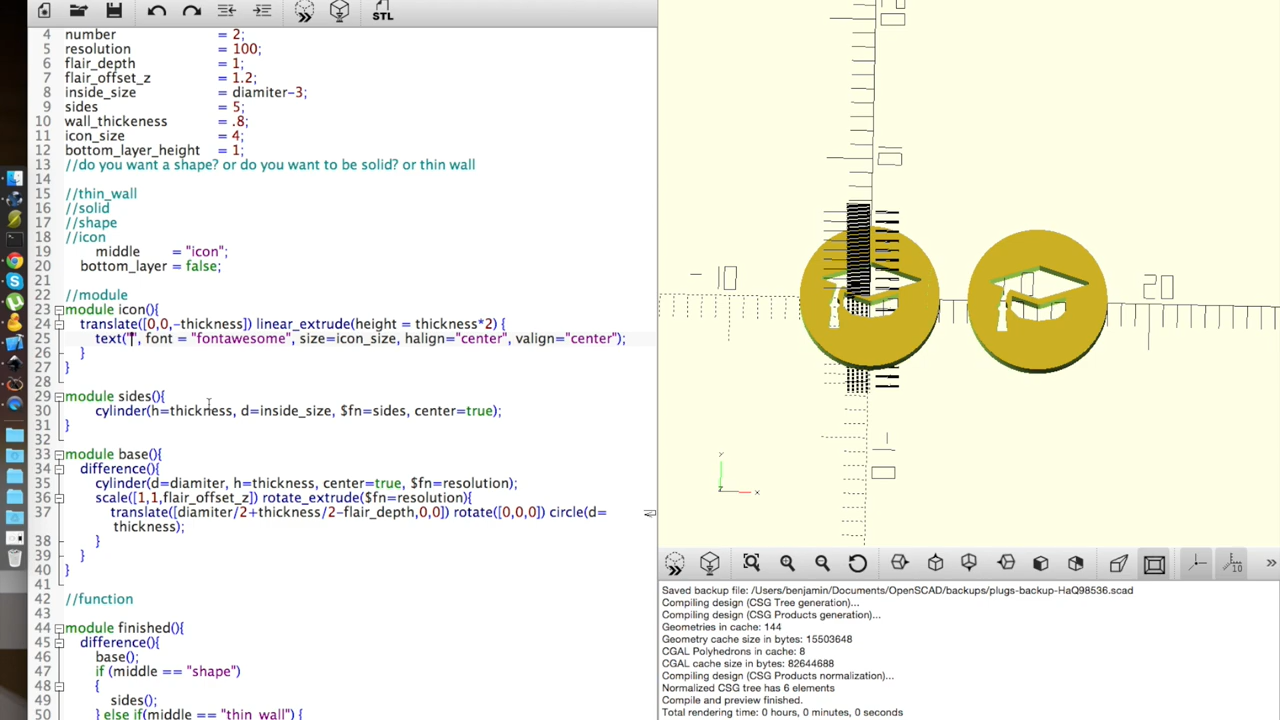 STL
4 number = 2;
5 resolution = 100;
6 flair_depth = 1;
7 flair_offset_z = 1.2;
8 inside_size = diamiter-3;
9 sides = 5;
10 wall_thickeness = .8;
11 icon_size = 4;
12 bottom_layer_height = 1;
13 //do you want a shape? or do you want to be solid? or thin wall
14
15 //thin_wall
16 //solid
17 //shape
18 //icon
19 middle = "icon";
20 bottom_layer = false;
21
22 //module
23 module icon(){
24 translate([0,0,-thickness]) linear_extrude(height = thickness*2) {
25 text("", font = "fontawesome", size=icon_size, halign="center", valign="center");
26 }
27 }
28
29 module sides(){
30 cylinder(h=thickness, d=inside_size, $fn=sides, center=true);
31 }
32
33 module base(){
34 difference(){
35 cylinder(d=diamiter, h=thickness, center=true, $fn=resolution);
36 scale([1,1,flair_offset_z]) rotate_extrude($fn=resolution){
37 translate([diamiter/2+thickness/2-flair_depth,0,0]) rotate([0,0,0]) circle(d=
thickness);
38 }
39 }
40 }
41
42 //function
43
44 module finished(){
45 difference(){
46 base();
47 if (middle == "shape")
48 {
49 sides();
50 } else if(middle == "thin_wall") {
-10
20
y
z x
10
Saved backup file: /Users/benjamin/Documents/OpenSCAD/backups/plugs-backup-HaQ98536.scad
Compiling design (CSG Tree generation)...
Compiling design (CSG Products generation)...
Geometries in cache: 144
Geometry cache size in bytes: 15503648
CGAL Polyhedrons in cache: 8
CGAL cache size in bytes: 82644688
Compiling design (CSG Products normalization)...
Normalized CSG tree has 6 elements
Compile and preview finished.
Total rendering time: 0 hours, 0 minutes, 0 seconds